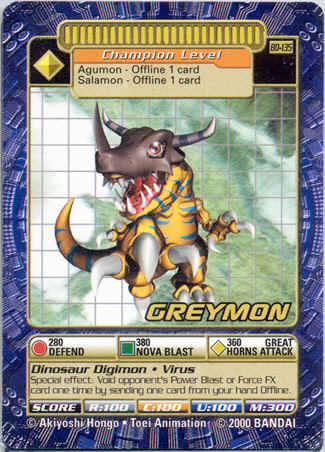 BO-135
Champion Level
Agumon - Offline 1 card
Salamon - Offline 1 card
GREYMON
280 DEFEND
380 NOVA BLAST
360 GREAT HORNS ATTACK
Dinosaur Digimon • Virus
Special effect: Void opponent's Power Blast or Force FX
card one time by sending one card from your hand Offline.
SCORE R:100 C:100 U:100 M:300
©Akiyoshi Hongo • Toei Animation • ©2000 BANDAI